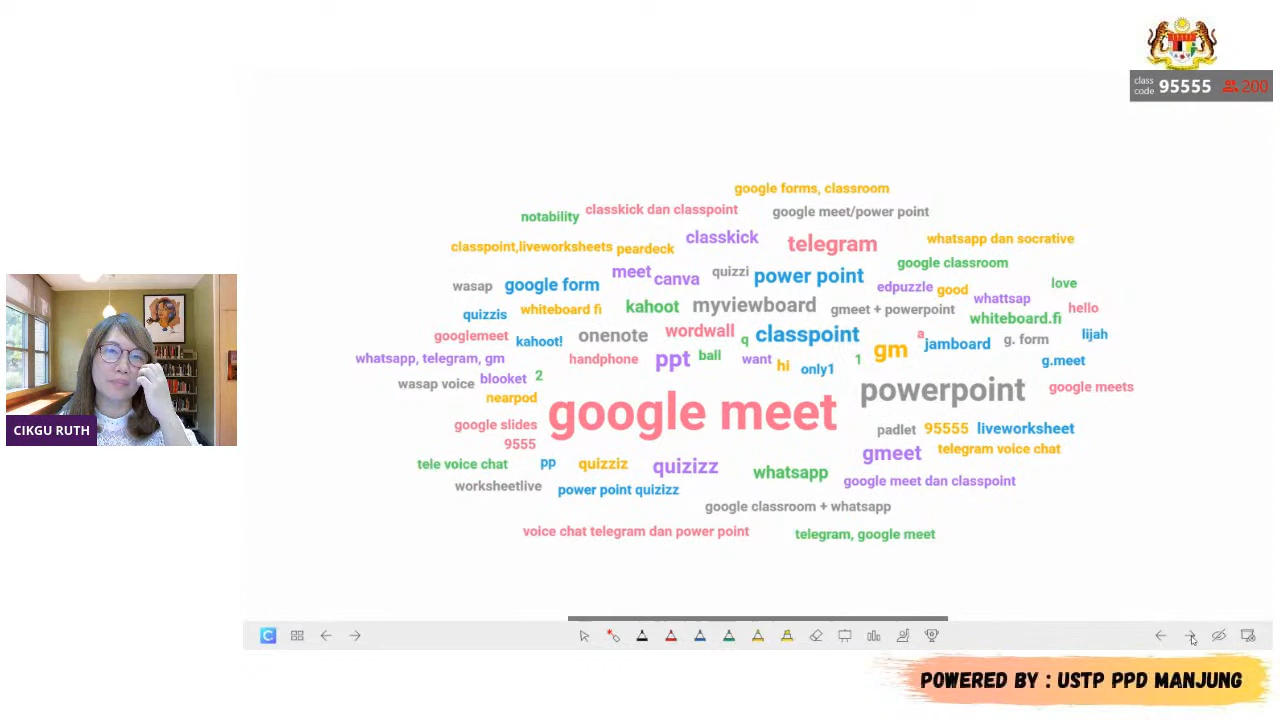 class
code 95555 200
google forms, classroom
notability classkick dan classpoint google meet/power point
classpoint,liveworksheets peardeck classkick telegram whatsapp dan socrative
google classroom
wasap google form meet canva quizzi power point edpuzzle good love
whattsap
quizzis whiteboard fi kahoot myviewboard gmeet + powerpoint whiteboard.fi hello
googlemeet kahoot! onenote wordwall q classpoint a jamboard g. form lijah
whatsapp, telegram, gm handphone ppt ball want hi only1 1 gm g.meet
wasap voice blooket 2 powerpoint google meets
nearpod google meet
google slides padlet 95555 liveworksheet
9555 gmeet telegram voice chat
CIKGU RUTH
tele voice chat pp quizziz quizizz whatsapp google meet dan classpoint
worksheetlive power point quizizz
google classroom + whatsapp
voice chat telegram dan power point telegram, google meet
POWERED BY : USTP PPD MANJUNG